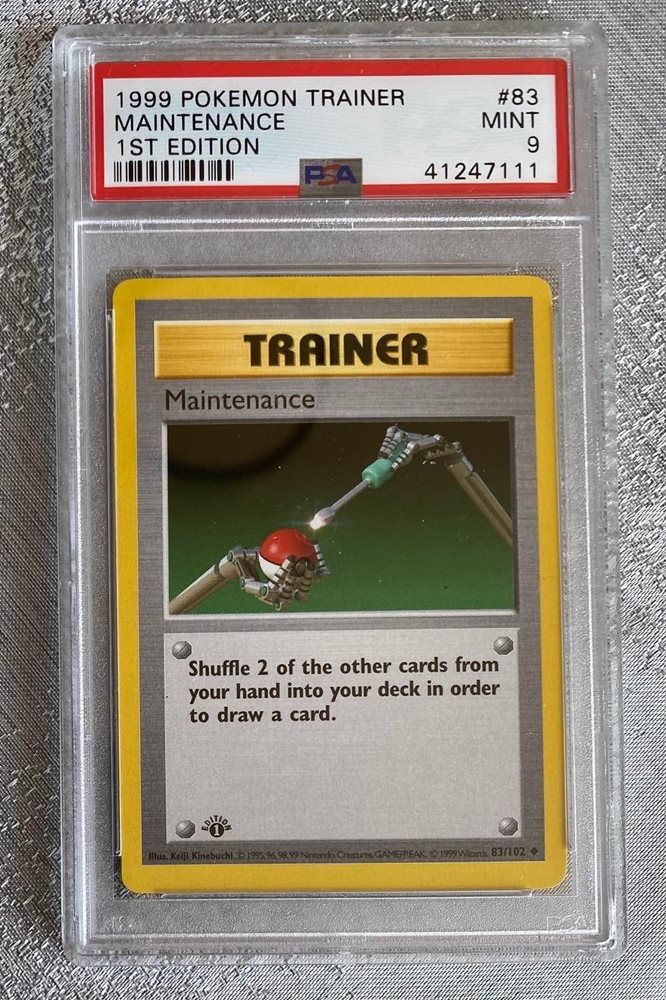 1999 POKEMON TRAINER #83
MAINTENANCE MINT
1ST EDITION 9
PSA 41247111
TRAINER
Maintenance
Shuffle 2 of the other cards from
your hand into your deck in order
to draw a card.
EDITION
1
Illus. Keiji Kinebuchi © 1995, 96, 98, 99 Nintendo, Creatures, GAMEFREAK. © 1999 Wizards. 83/102 ◆
PSA